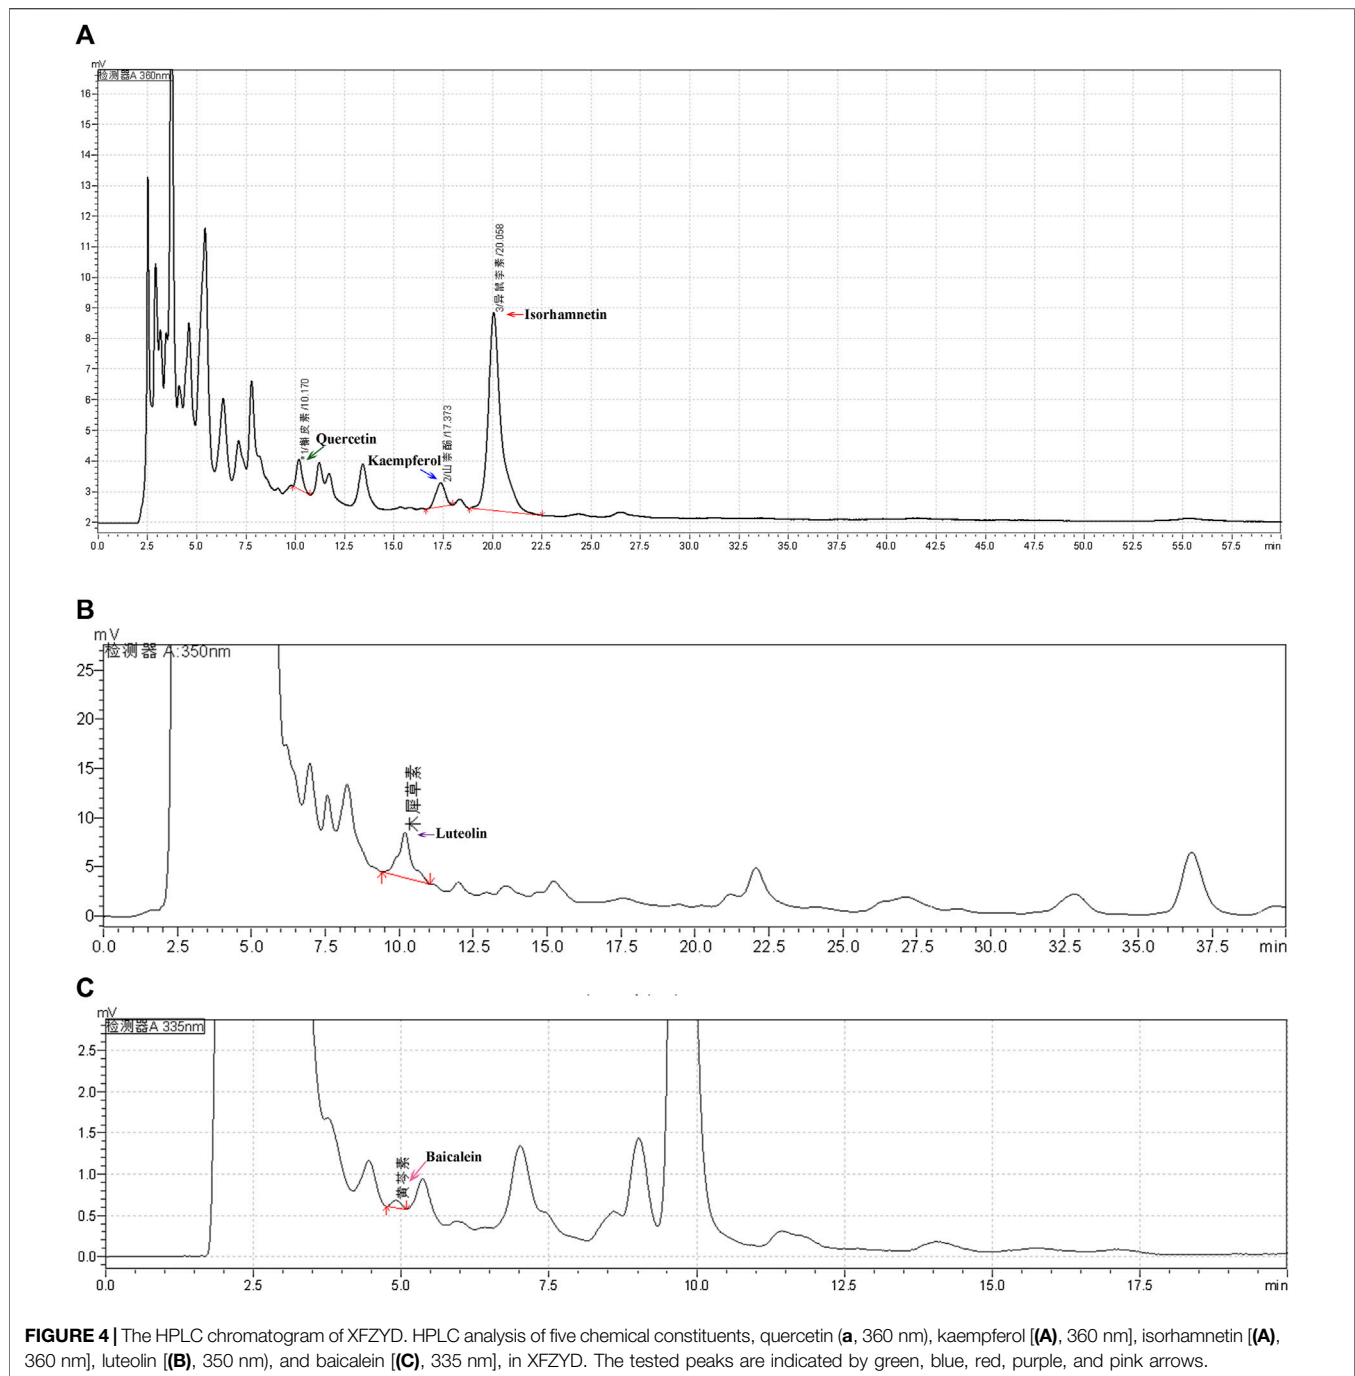 A
mV
检测器A 360nm
16
15
14
13
12
11
10
9
8
7
6
5
4
3
2
*1/槲皮素/10.170
Quercetin
Kaempferol
2/山柰酚/17.373
3/异鼠李素/20.058
Isorhamnetin
0.0 2.5 5.0 7.5 10.0 12.5 15.0 17.5 20.0 22.5 25.0 27.5 30.0 32.5 35.0 37.5 40.0 42.5 45.0 47.5 50.0 52.5 55.0 57.5 min
B
mV
检测器 A:350nm
25
20
15
10
5
0
木犀草素
Luteolin
0.0 2.5 5.0 7.5 10.0 12.5 15.0 17.5 20.0 22.5 25.0 27.5 30.0 32.5 35.0 37.5 min
C
mV
检测器A 335nm
2.5
2.0
1.5
1.0
0.5
0.0
黄芩素
Baicalein
0.0 2.5 5.0 7.5 10.0 12.5 15.0 17.5 min
FIGURE 4 | The HPLC chromatogram of XFZYD. HPLC analysis of five chemical constituents, quercetin (a, 360 nm), kaempferol [(A), 360 nm], isorhamnetin [(A),
360 nm], luteolin [(B), 350 nm), and baicalein [(C), 335 nm], in XFZYD. The tested peaks are indicated by green, blue, red, purple, and pink arrows.